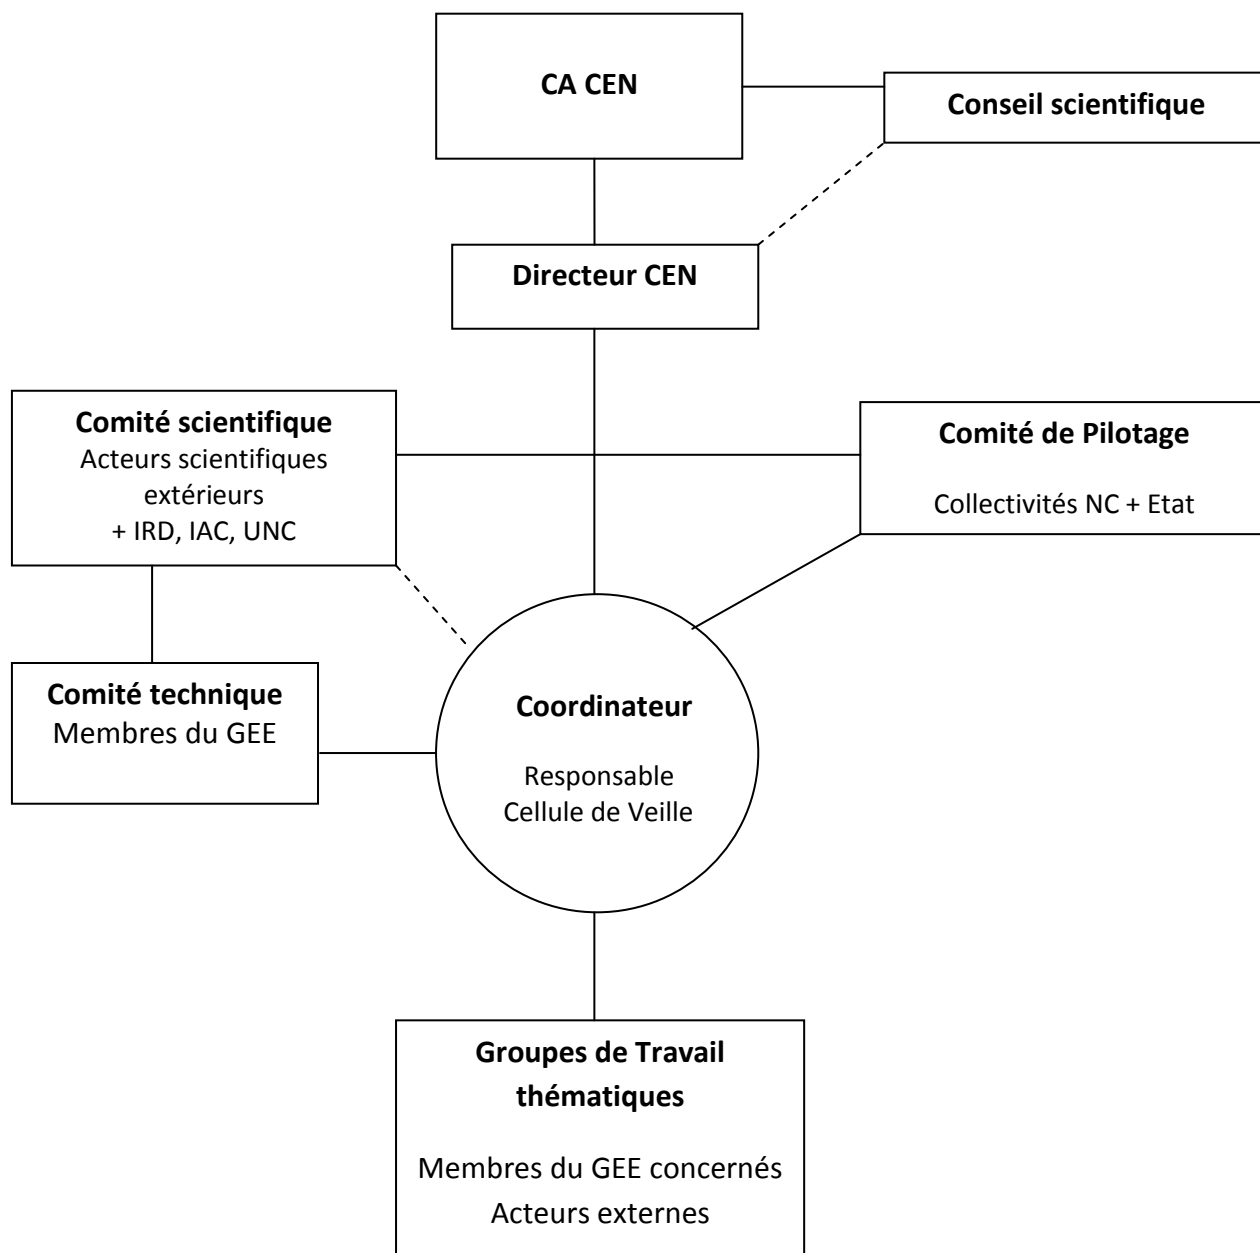 CA CEN
Conseil scientifique
Directeur CEN
Comité scientifique
Acteurs scientifiques
extérieurs
+ IRD, IAC, UNC
Comité de Pilotage
Collectivités NC + Etat
Comité technique
Membres du GEE
Coordinateur
Responsable
Cellule de Veille
Groupes de Travail
thématiques
Membres du GEE concernés
Acteurs externes